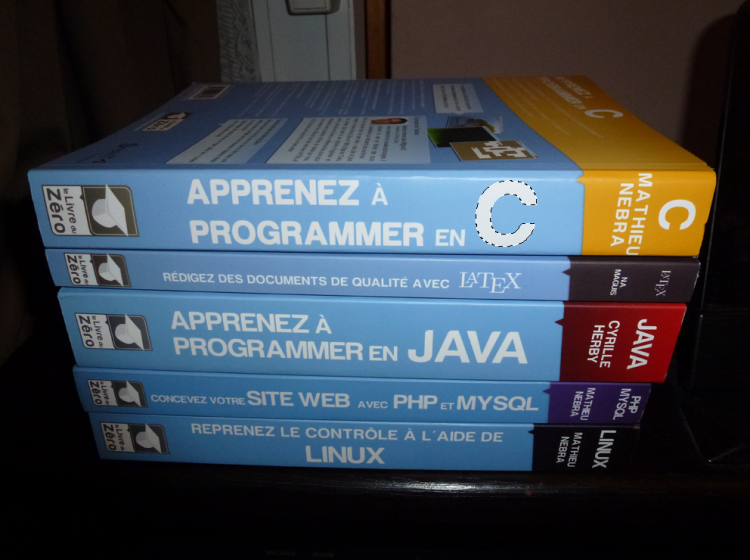 APPRENEZ À
PROGRAMMER EN C
le Livre du
Zéro
C
MATHIEU
NEBRA
RÉDIGEZ DES DOCUMENTS DE QUALITÉ AVEC LATEX
le Livre du
Zéro
LATEX
APPRENEZ À
PROGRAMMER EN JAVA
le Livre du
Zéro
JAVA
CYRILLE
HERBY
CONCEVEZ VOTRE SITE WEB AVEC PHP ET MYSQL
le Livre du
Zéro
PHP
MYSQL
MATHIEU
NEBRA
REPRENEZ LE CONTRÔLE À L'AIDE DE
LINUX
le Livre du
Zéro
LINUX
MATHIEU
NEBRA